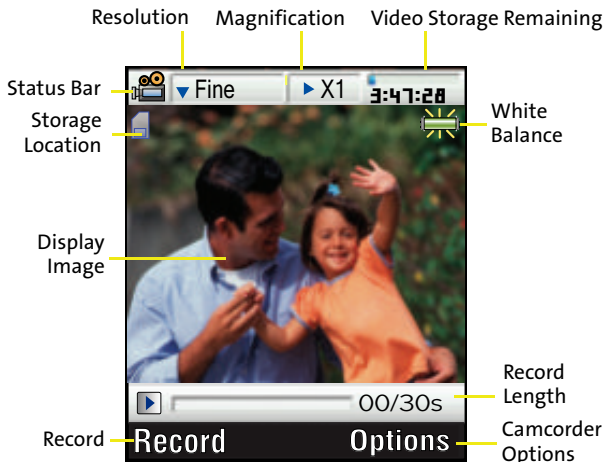 Resolution Magnification Video Storage Remaining
Status Bar Fine X1 3:47:28
Storage
Location
White
Balance
Display
Image
00/30s
Record
Length
Record Record Options Camcorder
Options